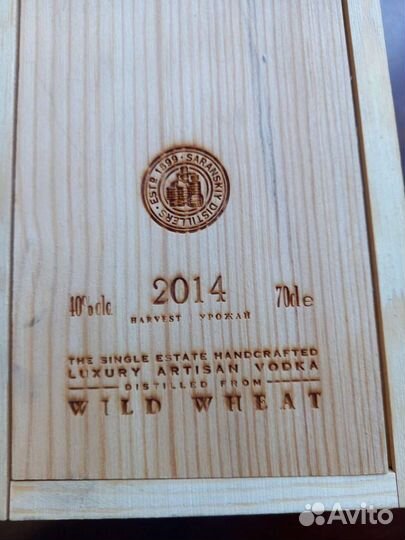 ESTD 1899 · SARANSKIY DISTILLERS ·
40% alc. 2014 70cl e
HARVEST УРОЖАЙ
THE SINGLE ESTATE HANDCRAFTED
LUXURY ARTISAN VODKA
DISTILLED FROM
WILD WHEAT
Avito